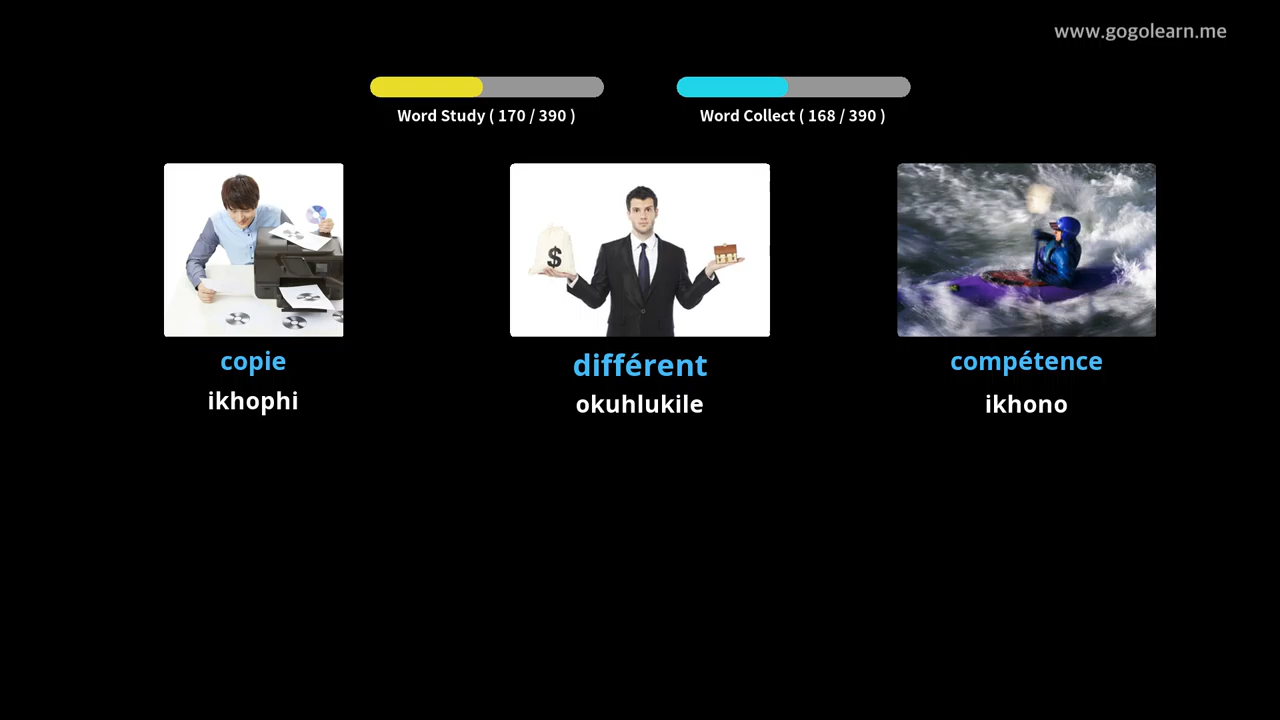 www.gogolearn.me
Word Study ( 170 / 390 )
Word Collect ( 168 / 390 )
$
copie
différent
compétence
ikhophi
okuhlukile
ikhono